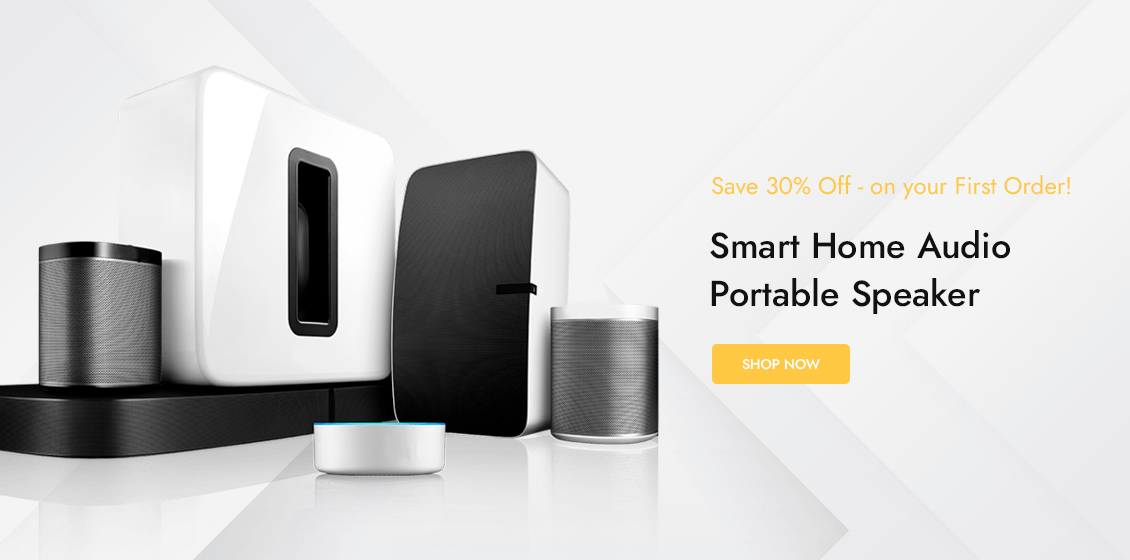 Save 30% Off - on your First Order!
Smart Home Audio
Portable Speaker
SHOP NOW